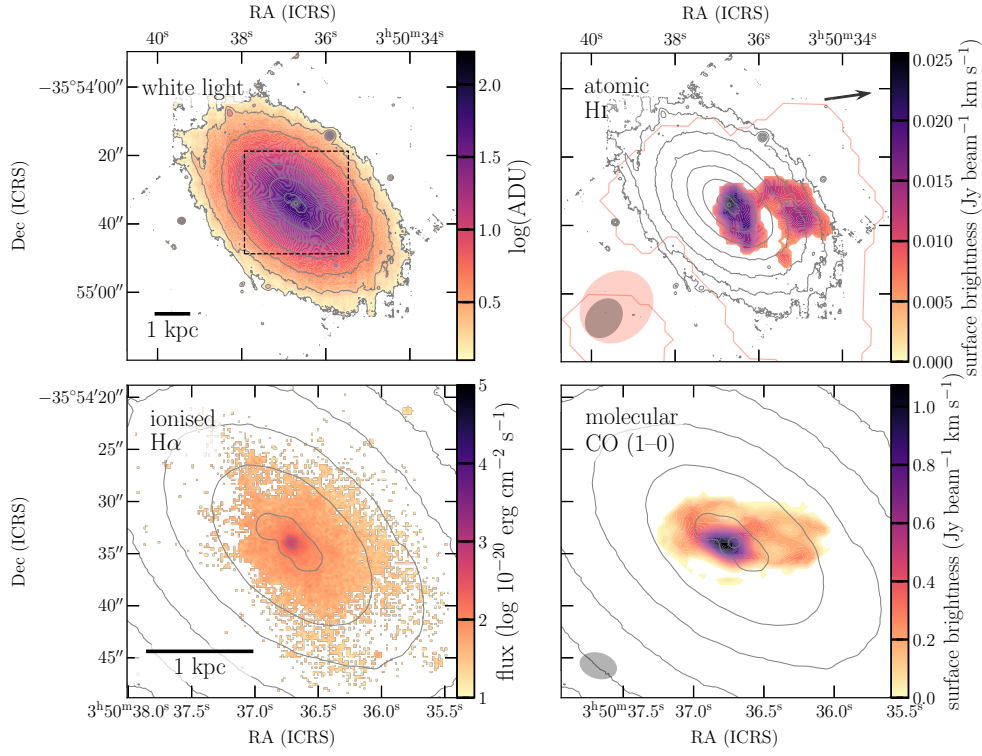 RA (ICRS)
RA (ICRS)
40ˢ 38ˢ 36ˢ 3ʰ50ᵐ34ˢ
40ˢ 38ˢ 36ˢ 3ʰ50ᵐ34ˢ
−35°54′00″
20″
40″
55′00″
Dec (ICRS)
white light
1 kpc
2.0
1.5
1.0
0.5
log(ADU)
atomic
HI
0.025
0.020
0.015
0.010
0.005
0.000
surface brightness (Jy beam⁻¹ km s⁻¹)
−35°54′20″
25″
30″
35″
40″
45″
Dec (ICRS)
ionised
Hα
1 kpc
5
4
3
2
1
flux (log 10⁻²⁰ erg cm⁻² s⁻¹)
molecular
CO (1–0)
1.0
0.8
0.6
0.4
0.2
0.0
surface brightness (Jy beam⁻¹ km s⁻¹)
3ʰ50ᵐ38.0ˢ 37.5ˢ 37.0ˢ 36.5ˢ 36.0ˢ 35.5ˢ
3ʰ50ᵐ38.0ˢ 37.5ˢ 37.0ˢ 36.5ˢ 36.0ˢ 35.5ˢ
RA (ICRS)
RA (ICRS)